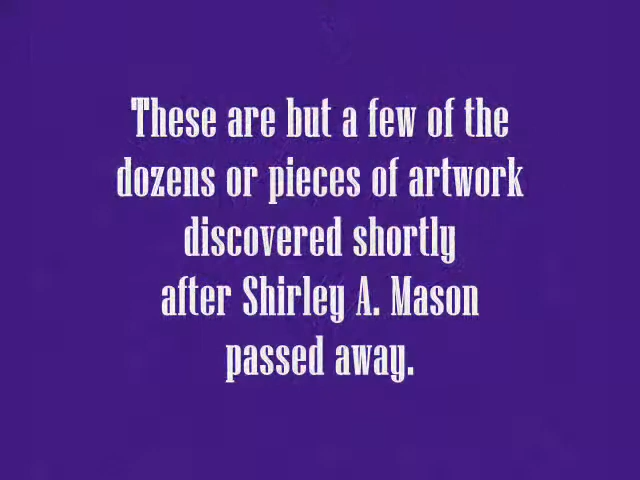 These are but a few of the
dozens or pieces of artwork
discovered shortly
after Shirley A. Mason
passed away.